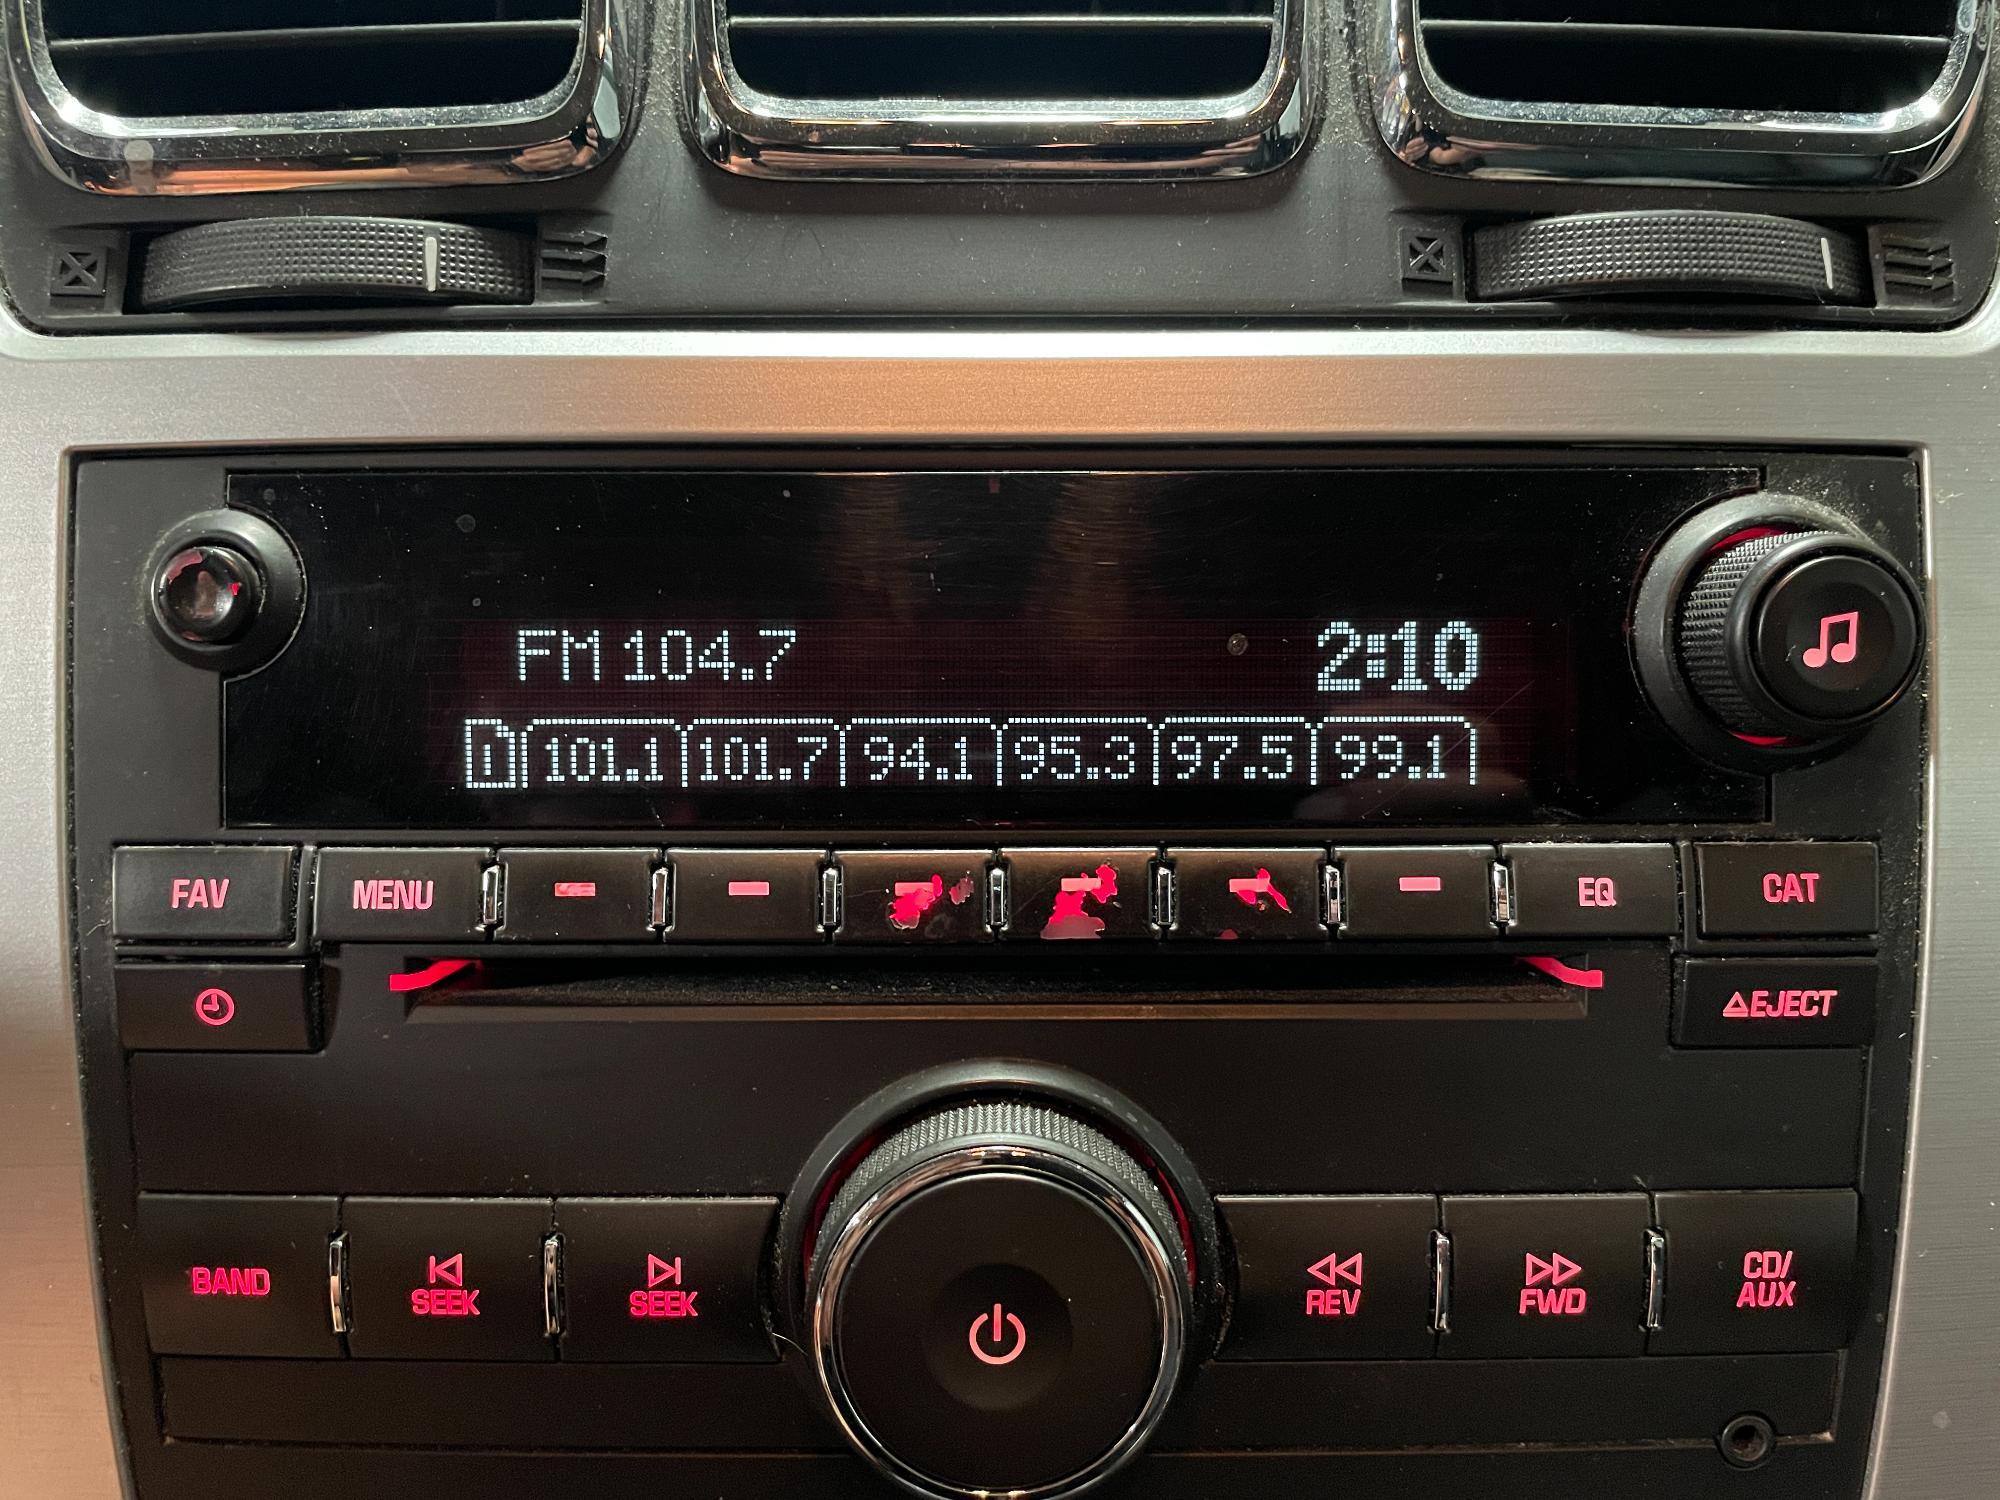 FM 104.7 2:10
1 101.1 101.7 94.1 95.3 97.5 99.1
FAV MENU EQ CAT
EJECT
BAND SEEK SEEK REV FWD CD/
AUX